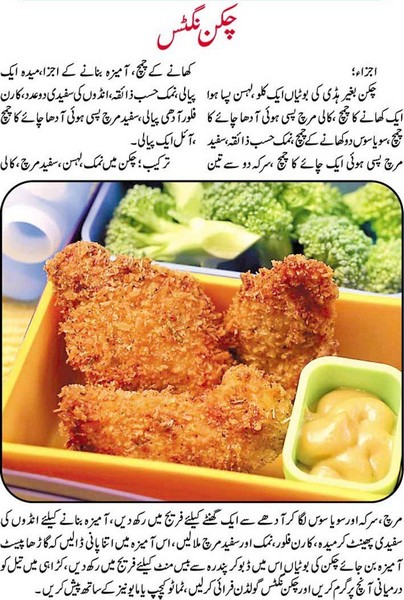 چکن نگٹس
اجزاء؛
چکن بغیر ہڈی کی بوٹیاں ایک کلو، لہسن پسا ہوا
ایک کھانے کا چمچ، کالی مرچ پسی ہوئی آدھا چائے کا
چمچ، سویا سوس دو کھانے کے چمچ، نمک حسب ذائقہ، سفید
مرچ پسی ہوئی ایک چائے کا چمچ، سرکہ دو سے تین
کھانے کے چمچ، آمیزہ بنانے کے اجزا، میدہ ایک
پیالی، نمک حسب ذائقہ، انڈوں کی سفیدی دو عدد، کارن
فلور آدھی پیالی، سفید مرچ پسی ہوئی آدھا چائے کا چمچ
، آئل ایک پیالی۔
ترکیب؛ چکن میں نمک، لہسن، سفید مرچ، کالی
مرچ، سرکہ اور سویا سوس لگا کر آدھے سے ایک گھنٹے کیلئے فریج میں رکھ دیں، آمیزہ بنانے کیلئے انڈوں کی
سفیدی پھینٹ کر میدہ، کارن فلور، نمک اور سفید مرچ ملالیں، اس آمیزہ میں اتنا پانی ڈالیں کہ گاڑھا پیسٹ
آمیزہ بن جائے چکن کی بوٹیاں اس میں ڈبو کر پندرہ سے بیس منٹ کیلئے فریج میں رکھ دیں، کڑاہی میں تیل کو
درمیانی آنچ پر گرم کریں اور چکن نگٹس گولڈن فرائی کرلیں، ٹماٹو کیچپ یا مایونیز کے ساتھ پیش کریں۔